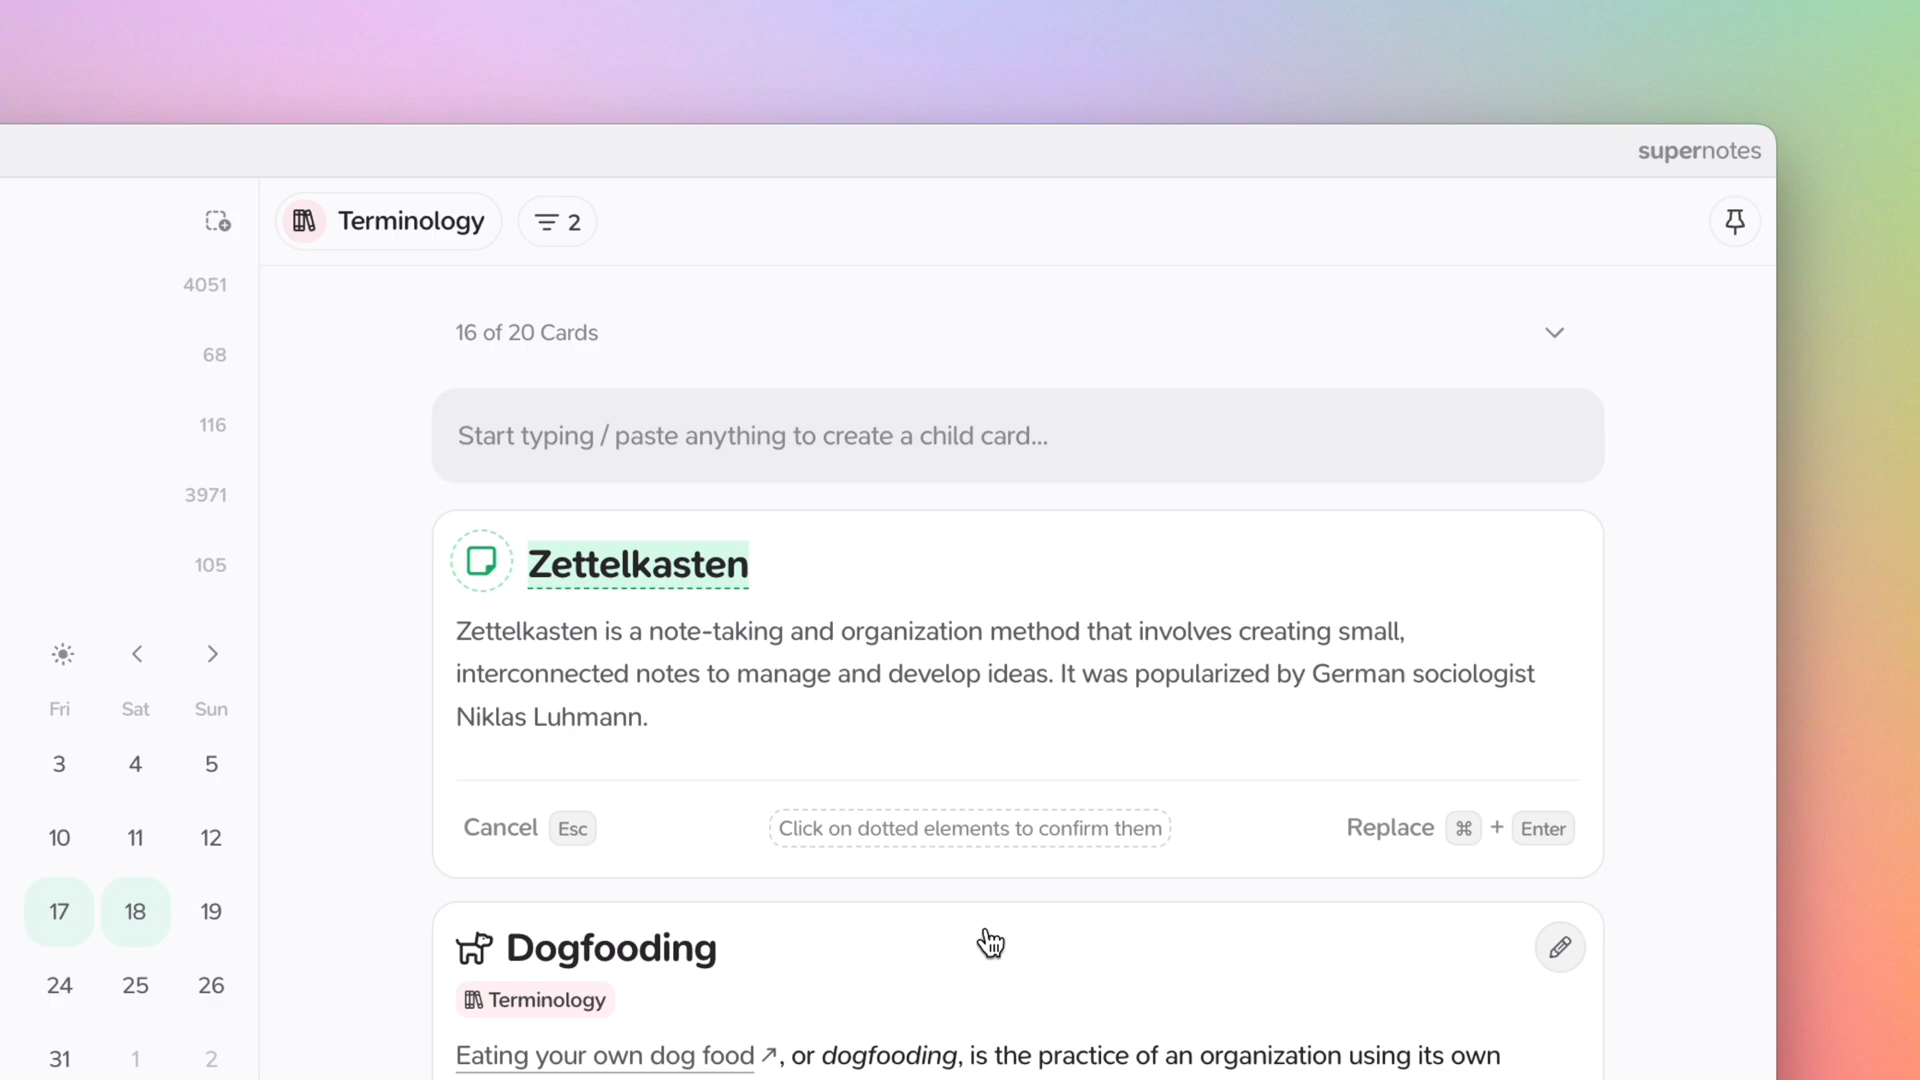 supernotes
Terminology 2
4051
68
116
3971
105
Fri Sat Sun
3 4 5
10 11 12
17 18 19
24 25 26
31 1 2
16 of 20 Cards
Start typing / paste anything to create a child card...
Zettelkasten
Zettelkasten is a note-taking and organization method that involves creating small,
interconnected notes to manage and develop ideas. It was popularized by German sociologist
Niklas Luhmann.
Cancel Esc Click on dotted elements to confirm them Replace ⌘ + Enter
Dogfooding
Terminology
Eating your own dog food ↗, or dogfooding, is the practice of an organization using its own